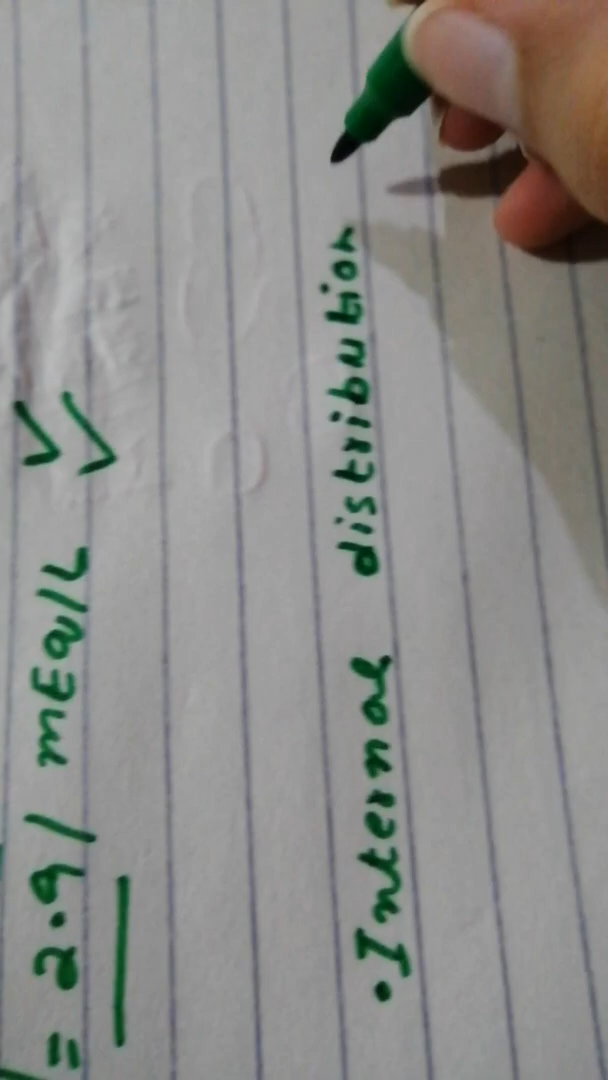 = 2.9/ mEq/L ✓✓
• Internal distribution